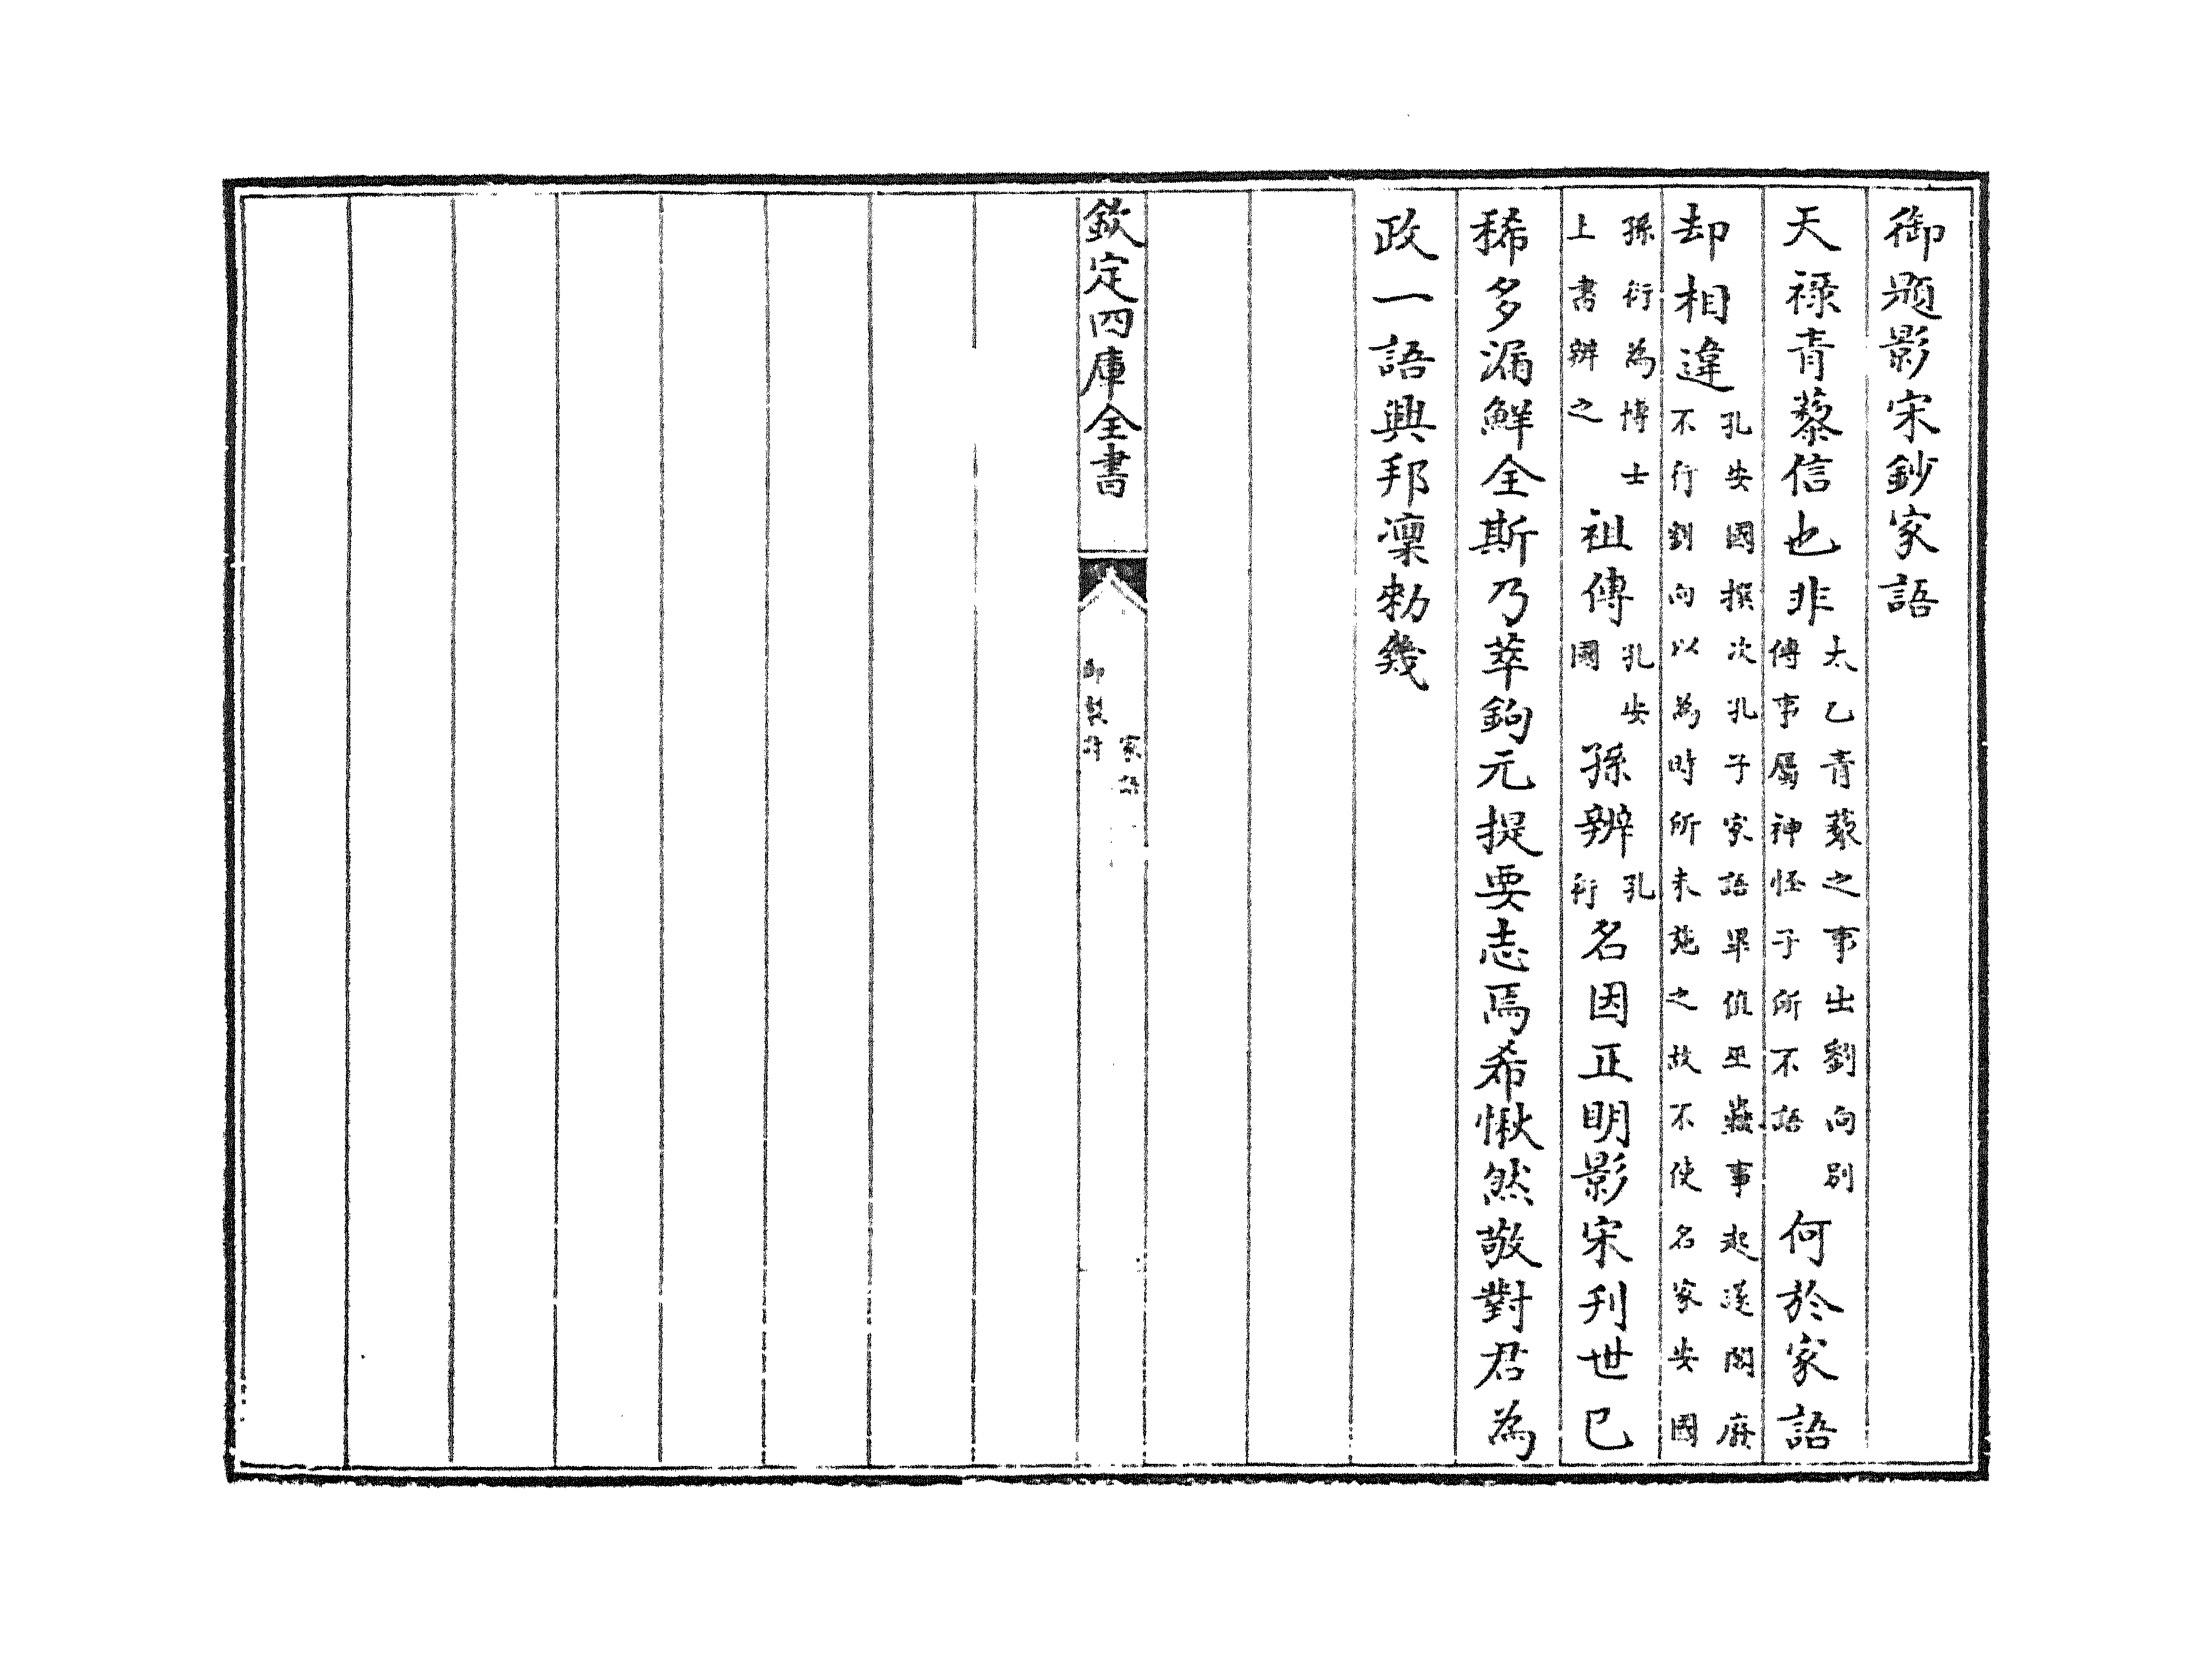 御題影宋鈔家語
天禄青藜信也非太乙青藜之事出劉向別
傳事屬神怪子所不語何於家語
却相違孔安國撰次孔子家語畢值巫蠱事起遂閣廢
不行劉向以為時所未施之故不使名家安國
孫衍為博士
上書辨之祖傳孔安
國孫辨孔
衍名因正明影宋刋世已
稀多漏鮮全斯乃萃鉤元提要志焉希愀然敬對君為
政一語興邦凛勑幾
欽定四庫全書
家語
御製詩